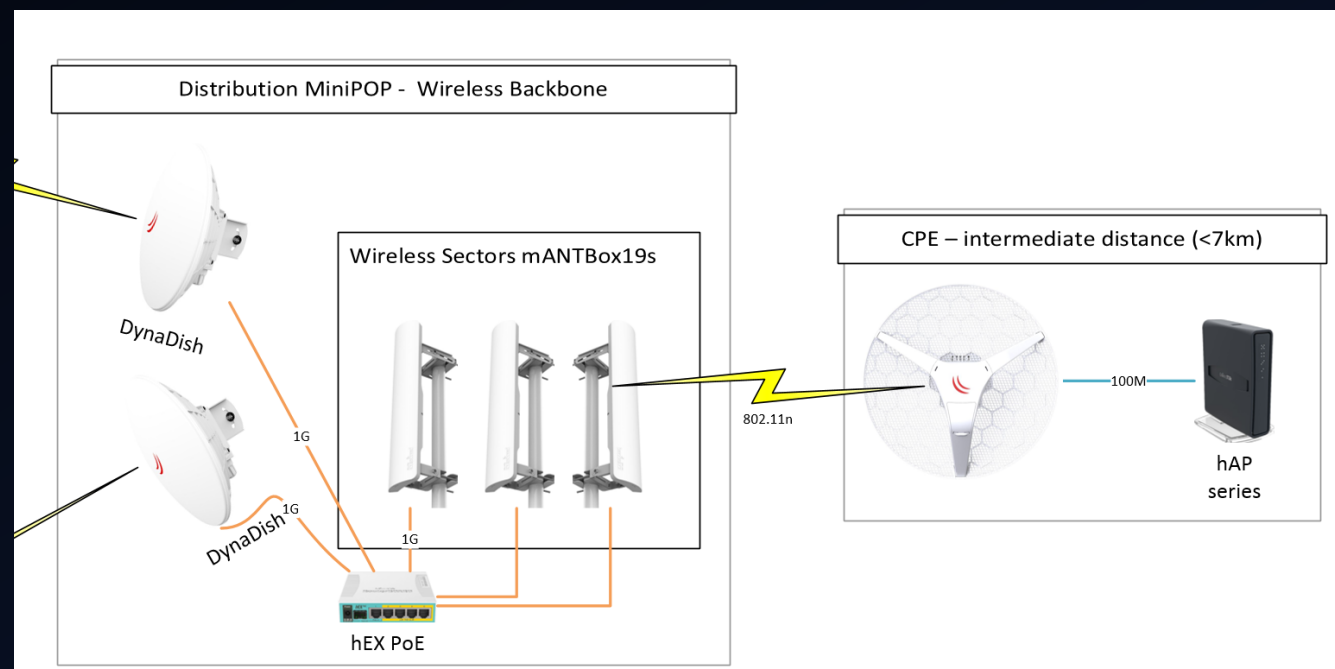 Distribution MiniPOP - Wireless Backbone
DynaDish
1G
DynaDish
1G
Wireless Sectors mANTBox19s
1G
hEX PoE
802.11n
CPE – intermediate distance (<7km)
100M
hAP
series